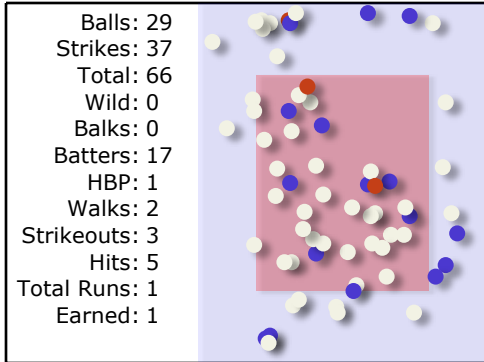 Balls: 29
Strikes: 37
Total: 66
Wild: 0
Balks: 0
Batters: 17
HBP: 1
Walks: 2
Strikeouts: 3
Hits: 5
Total Runs: 1
Earned: 1